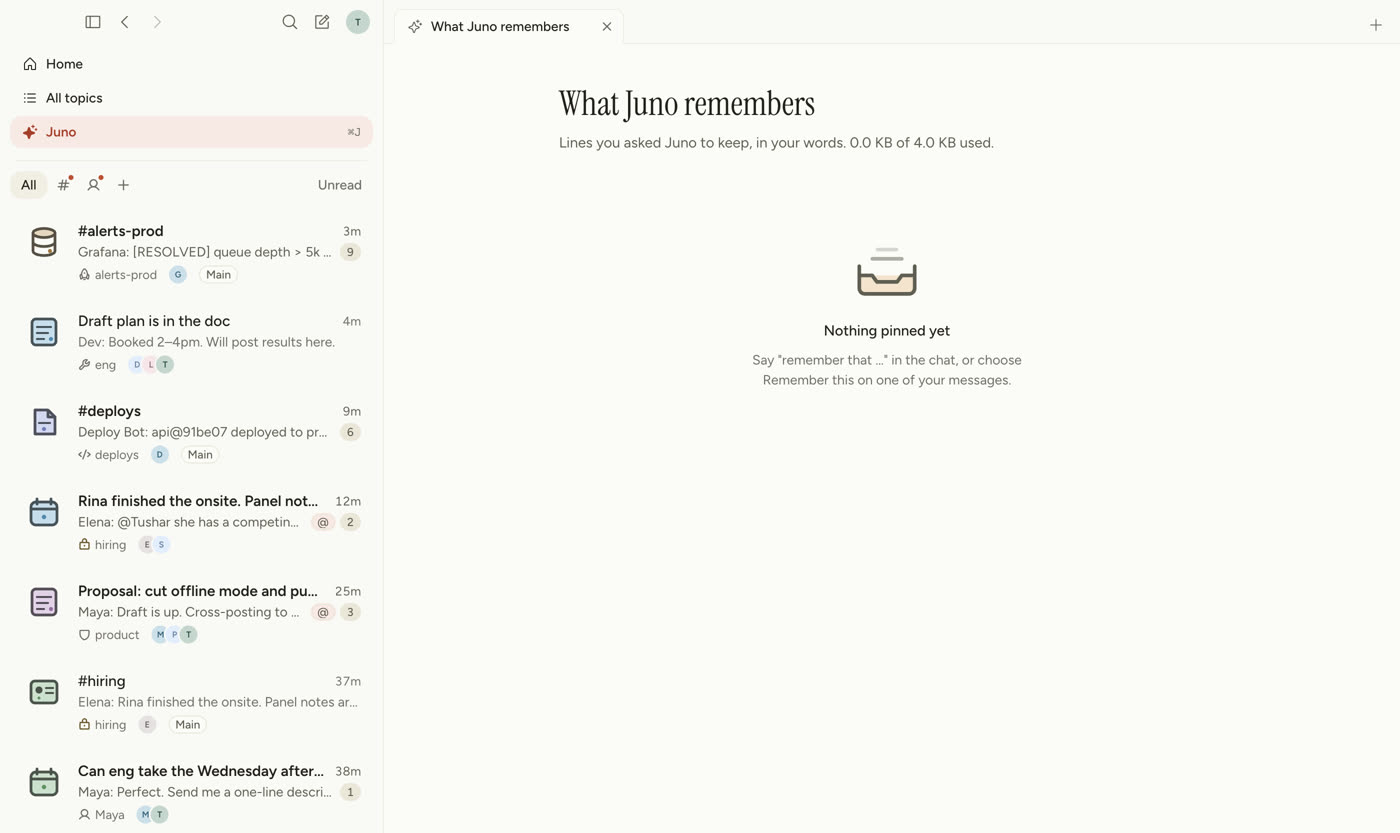 T
Home
All topics
Juno ⌘J
All # Unread
#alerts-prod 3m
Grafana: [RESOLVED] queue depth > 5k ... 9
alerts-prod G Main
Draft plan is in the doc 4m
Dev: Booked 2–4pm. Will post results here.
eng D L T
#deploys 9m
Deploy Bot: api@91be07 deployed to pr... 6
deploys D Main
Rina finished the onsite. Panel not... 12m
Elena: @Tushar she has a competin... @ 2
hiring E S
Proposal: cut offline mode and pu... 25m
Maya: Draft is up. Cross-posting to ... @ 3
product M P T
#hiring 37m
Elena: Rina finished the onsite. Panel notes ar...
hiring E Main
Can eng take the Wednesday after... 38m
Maya: Perfect. Send me a one-line descri... 1
Maya M T
What Juno remembers
What Juno remembers
Lines you asked Juno to keep, in your words. 0.0 KB of 4.0 KB used.
Nothing pinned yet
Say "remember that ..." in the chat, or choose
Remember this on one of your messages.